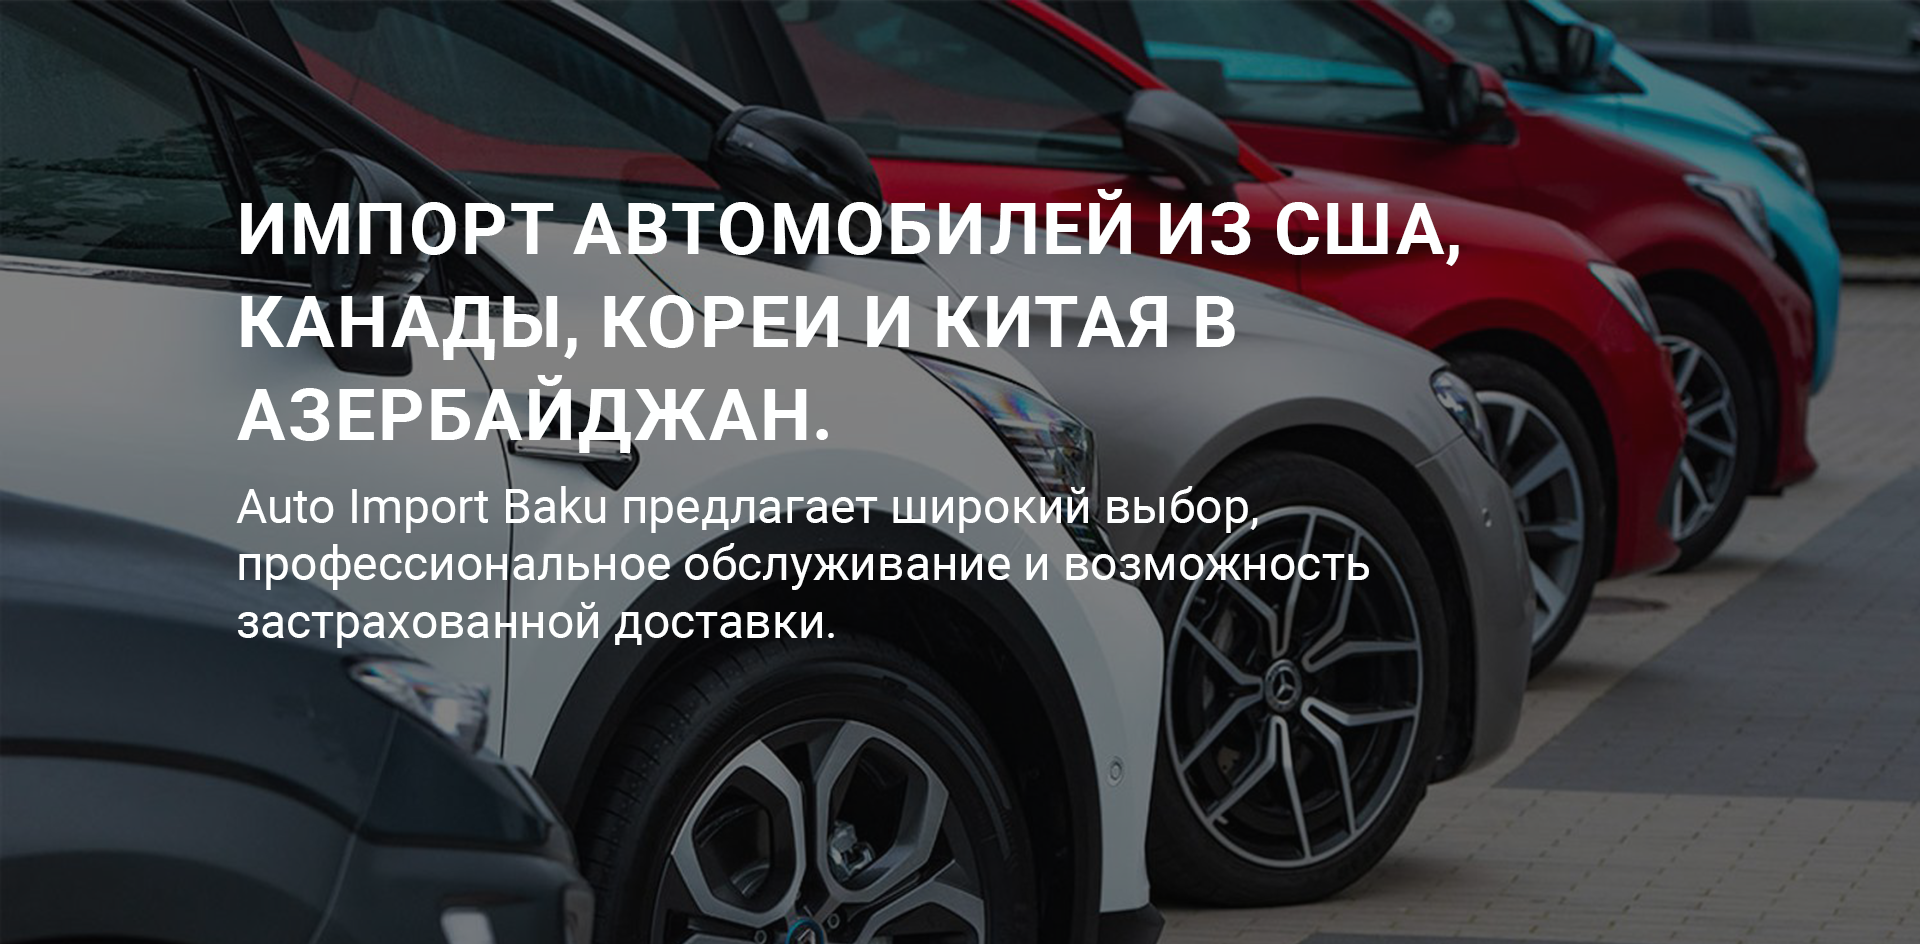 ИМПОРТ АВТОМОБИЛЕЙ ИЗ США,
КАНАДЫ, КОРЕИ И КИТАЯ В
АЗЕРБАЙДЖАН.
Auto Import Baku предлагает широкий выбор,
профессиональное обслуживание и возможность
застрахованной доставки.